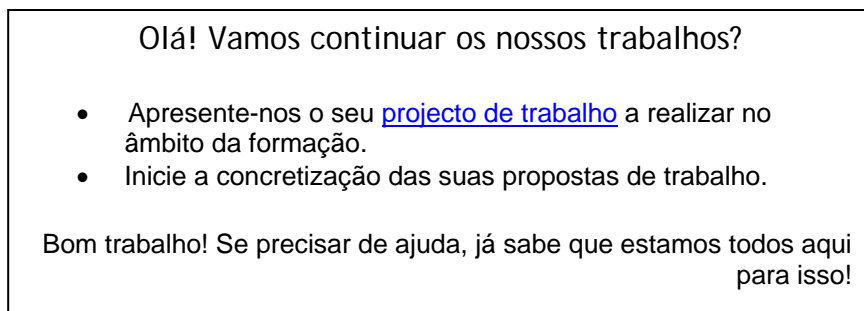 Olá! Vamos continuar os nossos trabalhos?
• Apresente-nos o seu projecto de trabalho a realizar no
âmbito da formação.
• Inicie a concretização das suas propostas de trabalho.
Bom trabalho! Se precisar de ajuda, já sabe que estamos todos aqui
para isso!